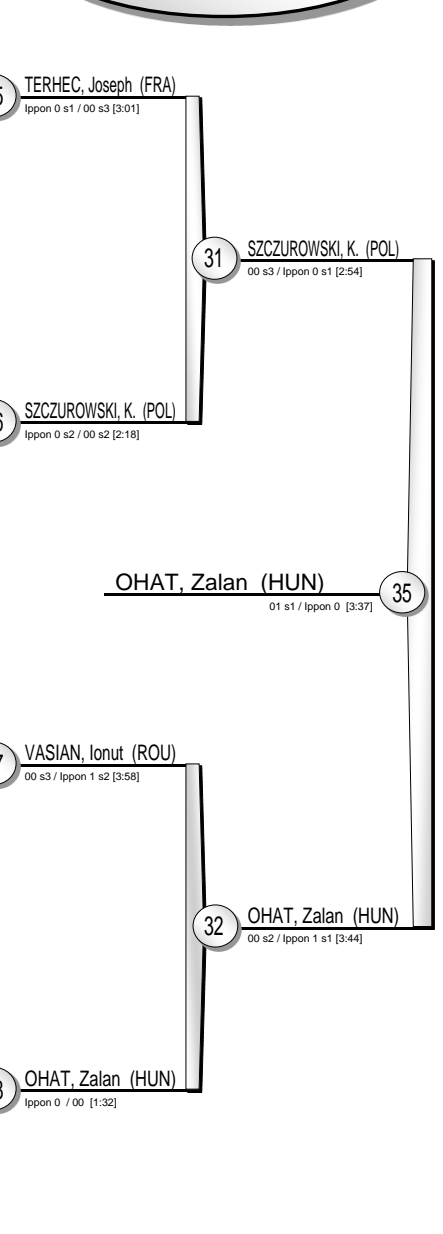 TERHEC, Joseph (FRA)
Ippon 0 s1 / 00 s3 [3:01]
31
SZCZUROWSKI, K. (POL)
00 s3 / Ippon 0 s1 [2:54]
SZCZUROWSKI, K. (POL)
Ippon 0 s2 / 00 s2 [2:18]
OHAT, Zalan (HUN)
01 s1 / Ippon 0 [3:37]
35
VASIAN, Ionut (ROU)
00 s3 / Ippon 1 s2 [3:58]
32
OHAT, Zalan (HUN)
00 s2 / Ippon 1 s1 [3:44]
OHAT, Zalan (HUN)
Ippon 0 / 00 [1:32]